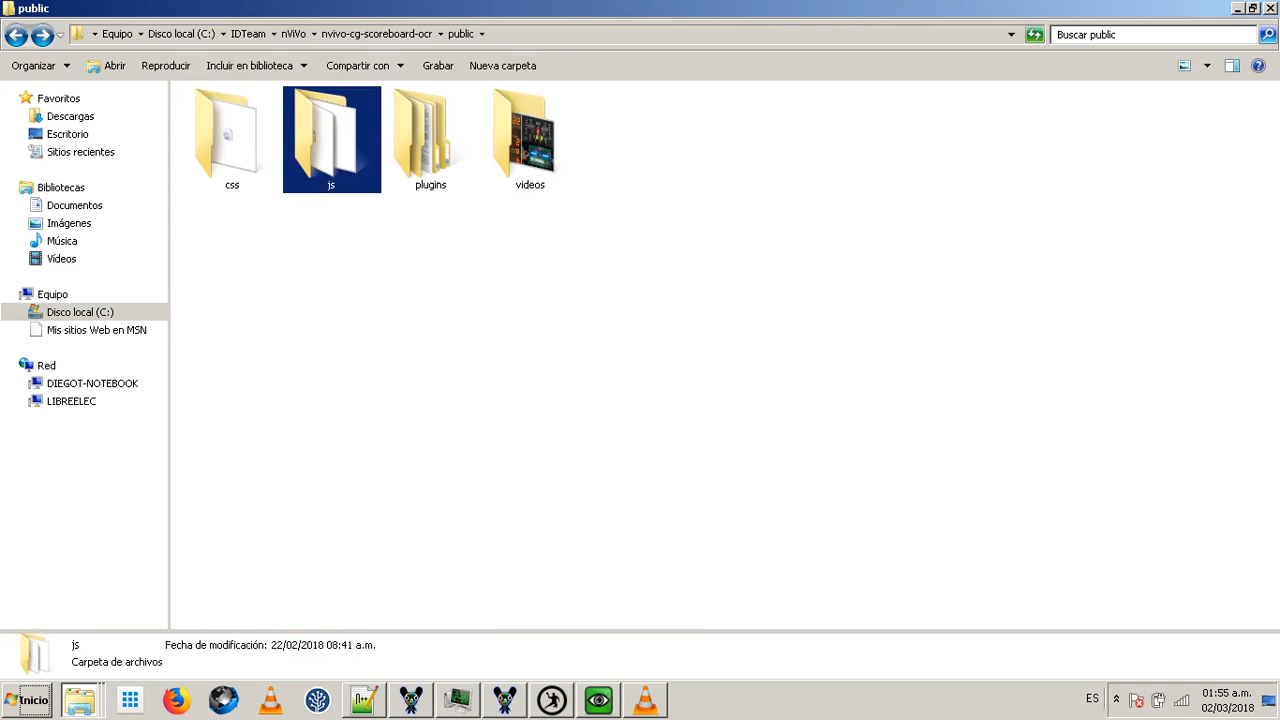 public
Equipo Disco local (C:) IDTeam nViVo nvivo-cg-scoreboard-ocr public
Buscar public
Organizar Abrir Reproducir Incluir en biblioteca Compartir con Grabar Nueva carpeta
Favoritos
Descargas
Escritorio
Sitios recientes
Bibliotecas
Documentos
Imágenes
Música
Vídeos
Equipo
Disco local (C:)
Mis sitios Web en MSN
Red
DIEGOT-NOTEBOOK
LIBREELEC
css
js
plugins
videos
js Fecha de modificación: 22/02/2018 08:41 a.m.
Carpeta de archivos
Inicio
ES
01:55 a.m.
02/03/2018